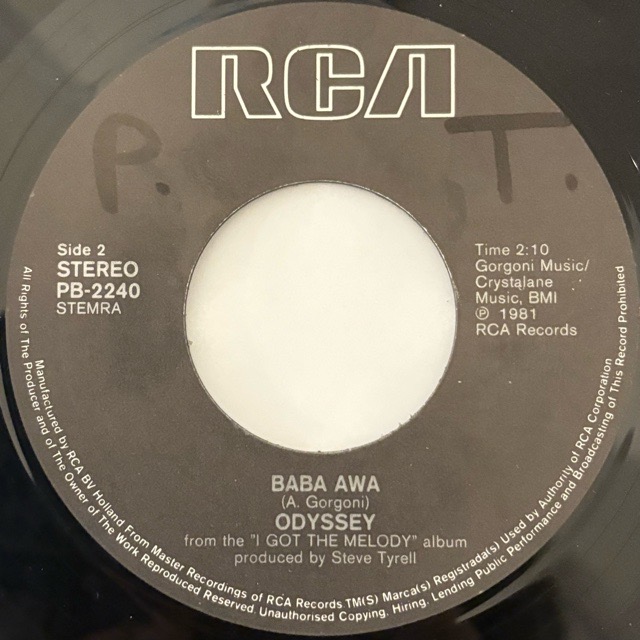 RCA
P. T.
Side 2
STEREO
PB-2240
STEMRA
Time 2:10
Gorgoni Music/
Crystalane
Music, BMI
℗ 1981
RCA Records
BABA AWA
(A. Gorgoni)
ODYSSEY
from the "I GOT THE MELODY" album
produced by Steve Tyrell
Manufactured by RCA BV Holland From Master Recordings of RCA Records. TM(S) Marca(s) Registrada(s) Used by Authority of RCA Corporation
All Rights of The Producer and of The Owner of The Work Reproduced Reserved. Unauthorised Copying. Hiring. Lending Public Performance and Broadcasting of This Record Prohibited